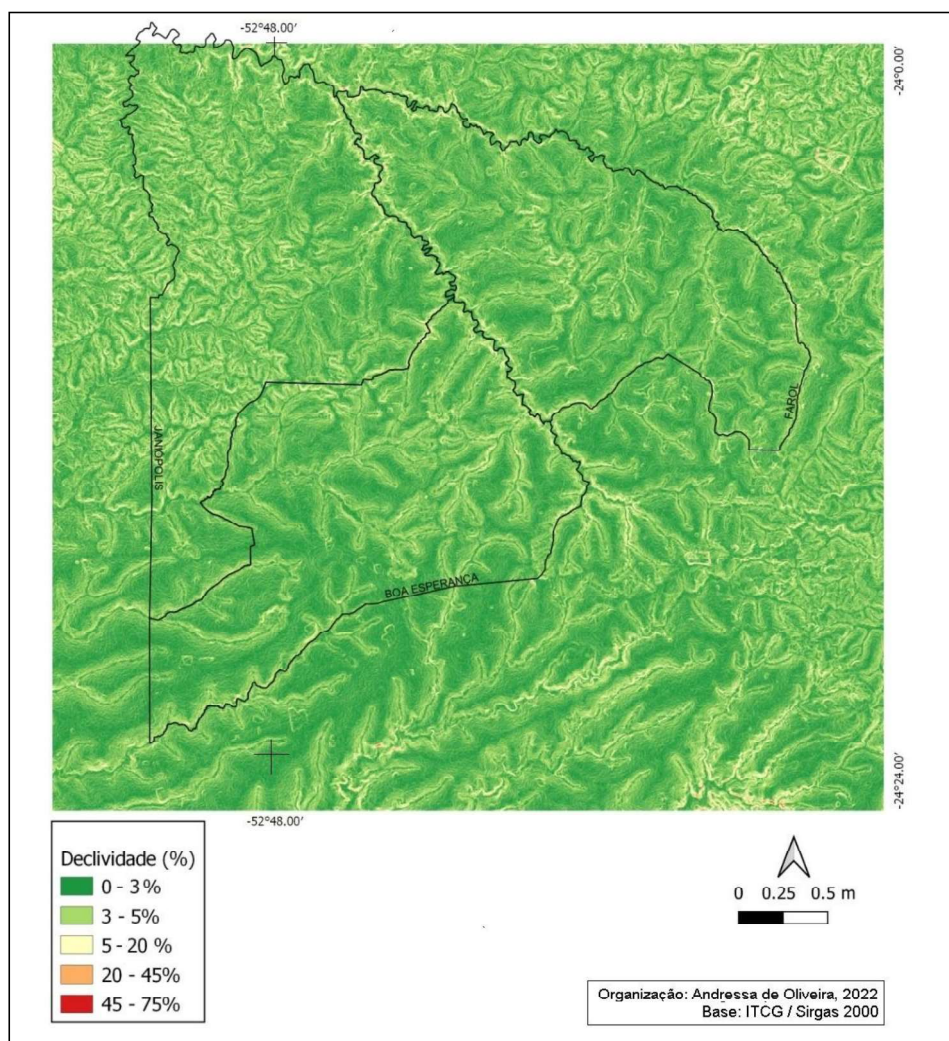 -52°48.00'
-24°0.00'
FAROL
JANIOPOLIS
BOA ESPERANÇA
-24°24.00'
-52°48.00'
Declividade (%)
0 - 3%
3 - 5%
5 - 20 %
20 - 45%
45 - 75%
0 0.25 0.5 m
Organização: Andressa de Oliveira, 2022
Base: ITCG / Sirgas 2000